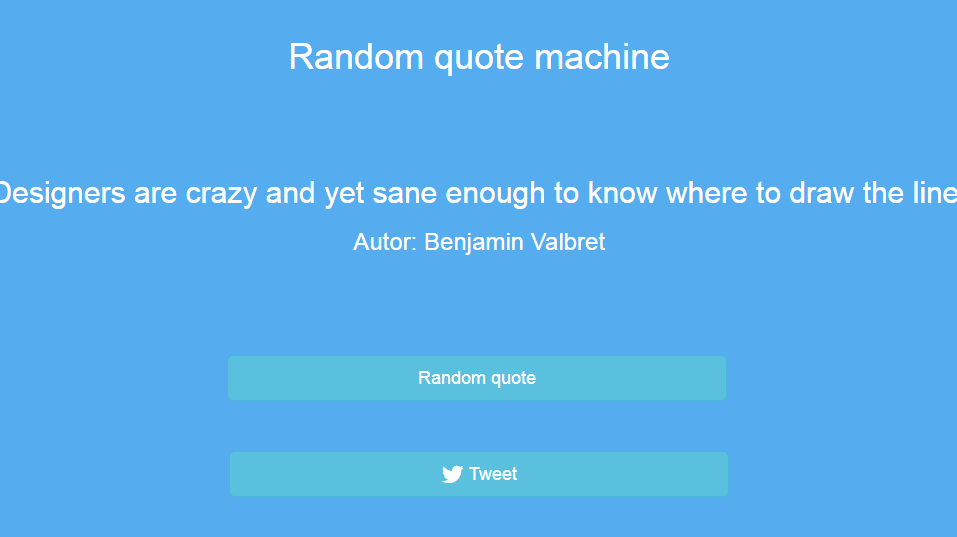 Random quote machine
Designers are crazy and yet sane enough to know where to draw the line
Autor: Benjamin Valbret
Random quote
Tweet